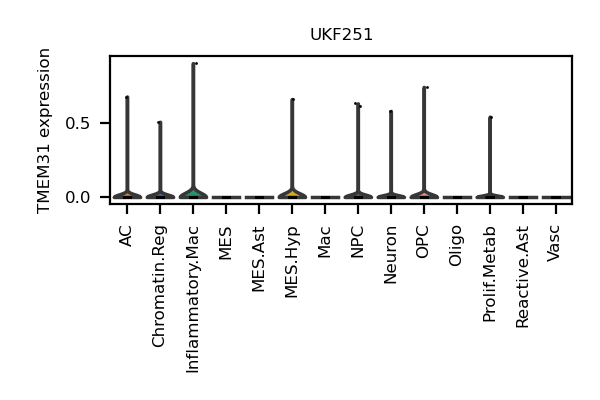 UKF251
TMEM31 expression
0.5
0.0
AC
Chromatin.Reg
Inflammatory.Mac
MES
MES.Ast
MES.Hyp
Mac
NPC
Neuron
OPC
Oligo
Prolif.Metab
Reactive.Ast
Vasc